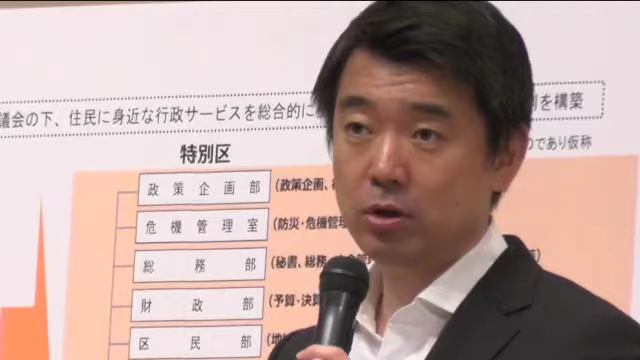 議会の下、住民に身近な行政サービスを総合的に
を構築
のであり仮称
特別区
政策企画部
(政策企画、
危機管理室
(防災・危機管理
総務部
(秘書、総務
財政部
(予算・決算
区民部